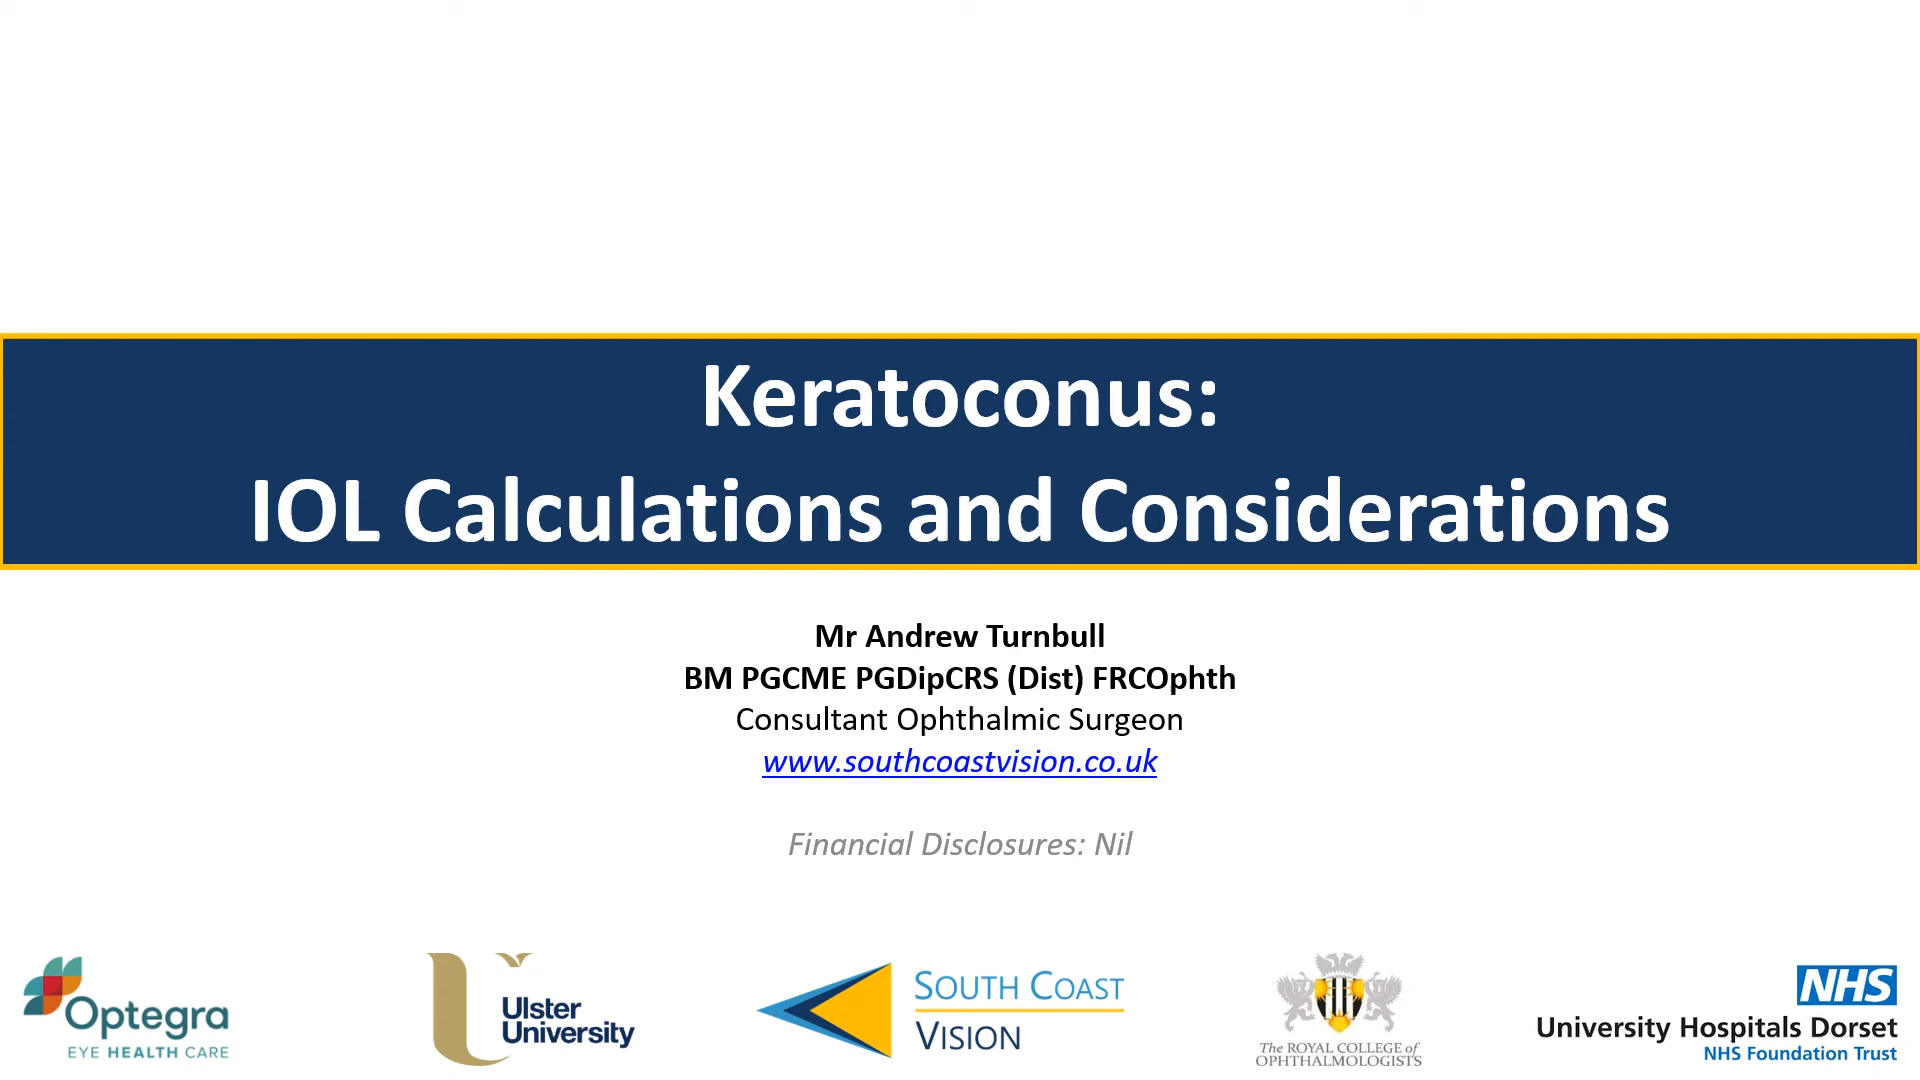 Keratoconus:
IOL Calculations and Considerations
Mr Andrew Turnbull
BM PGCME PGDipCRS (Dist) FRCOphth
Consultant Ophthalmic Surgeon
www.southcoastvision.co.uk
Financial Disclosures: Nil
Optegra
EYE HEALTH CARE
Ulster
University
SOUTH COAST
VISION
The ROYAL COLLEGE of
OPHTHALMOLOGISTS
NHS
University Hospitals Dorset
NHS Foundation Trust